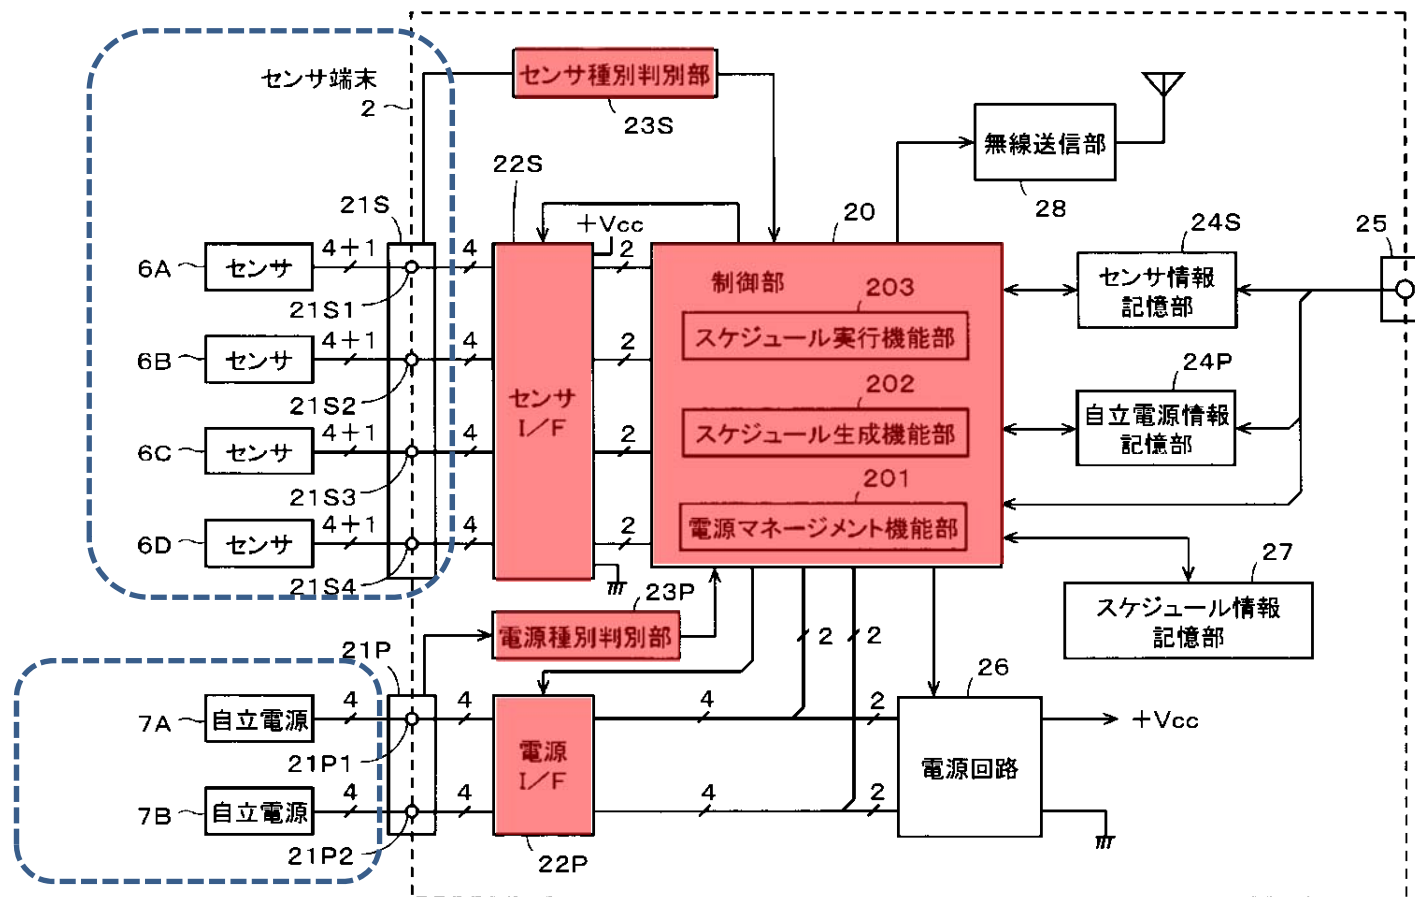 センサ端末
2
センサ種別判別部
23S
無線送信部
28
22S
21S
+Vcc
20
24S
25
6A
センサ
4+1
4
2
制御部
センサ情報
記憶部
21S1
203
スケジュール実行機能部
6B
センサ
4+1
4
2
24P
21S2
センサ
I/F
202
スケジュール生成機能部
自立電源情報
記憶部
6C
センサ
4+1
4
2
21S3
201
電源マネージメント機能部
6D
センサ
4+1
4
2
21S4
27
スケジュール情報
記憶部
23P
電源種別判別部
2
2
21P
26
7A
自立電源
4
4
4
2
+Vcc
21P1
電源
I/F
電源回路
7B
自立電源
4
4
4
2
21P2
22P